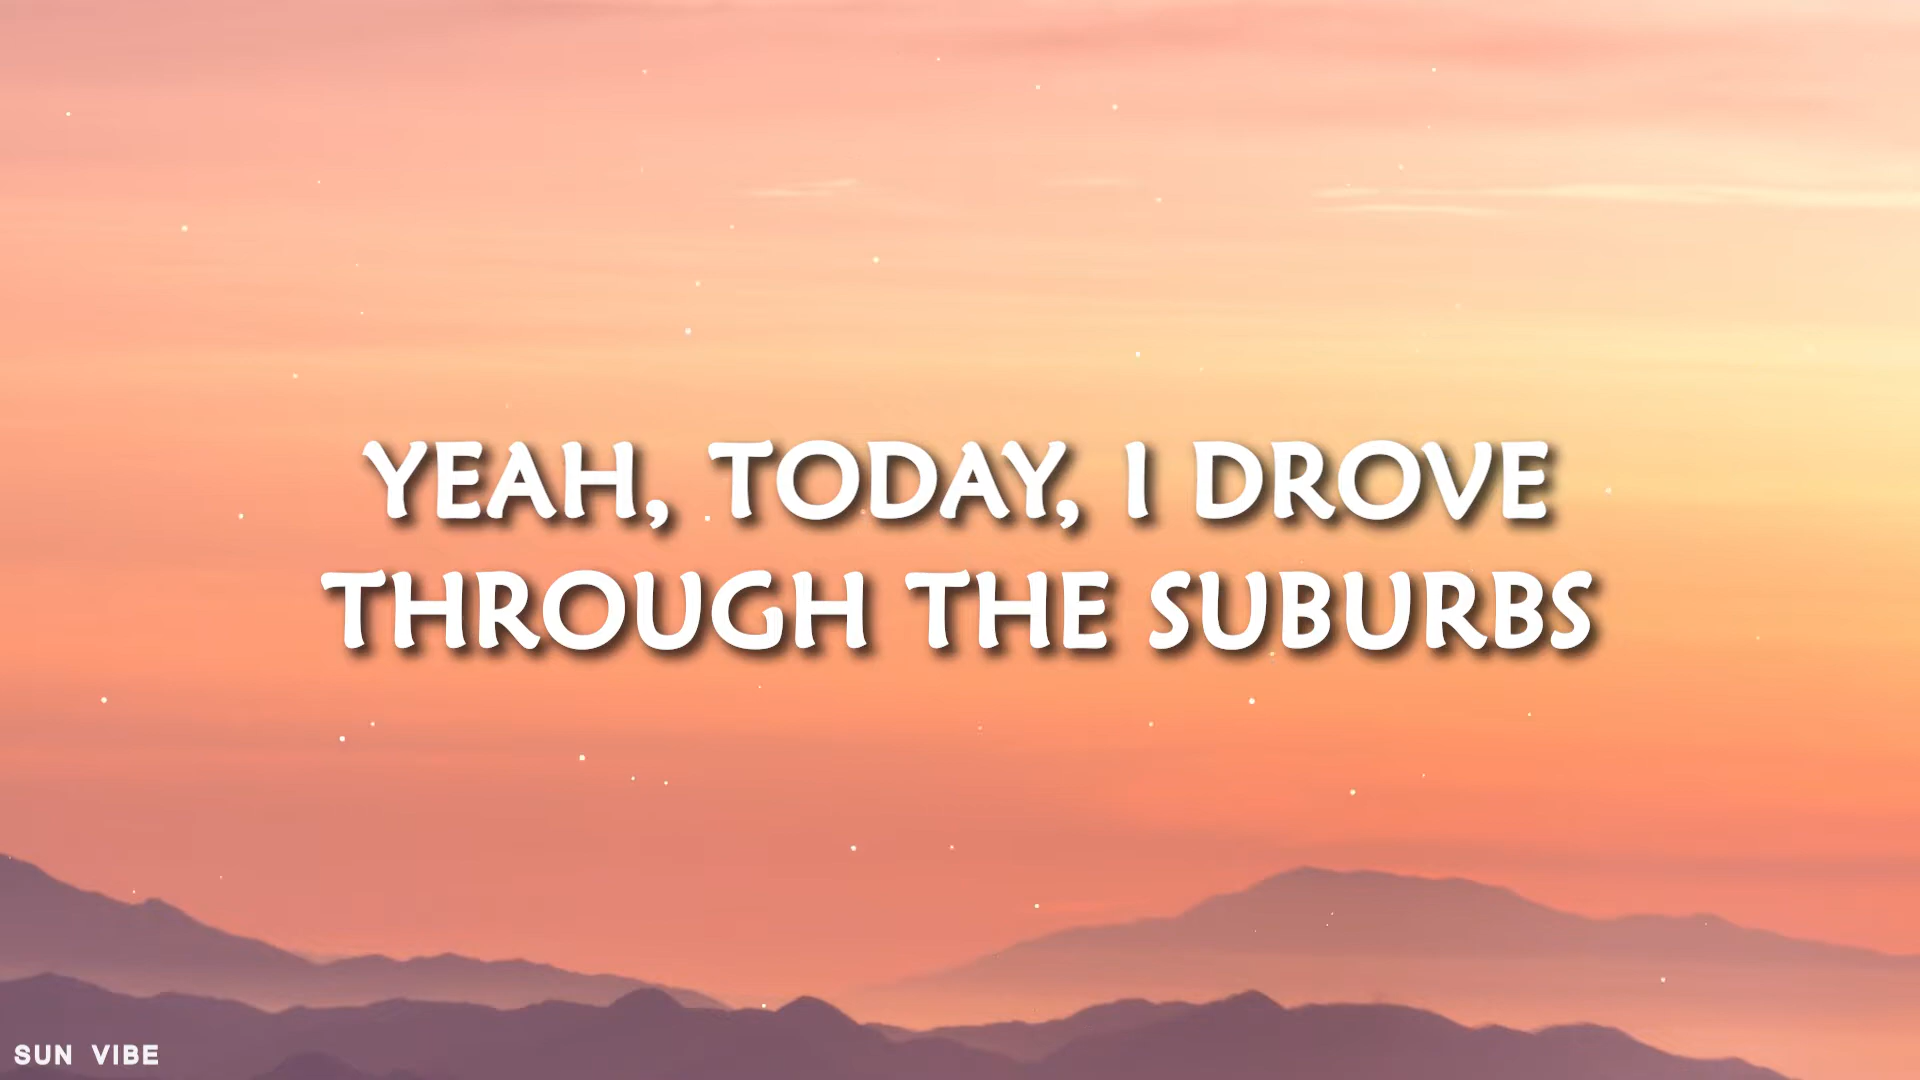 YEAH, TODAY, I DROVE
THROUGH THE SUBURBS
SUN VIBE